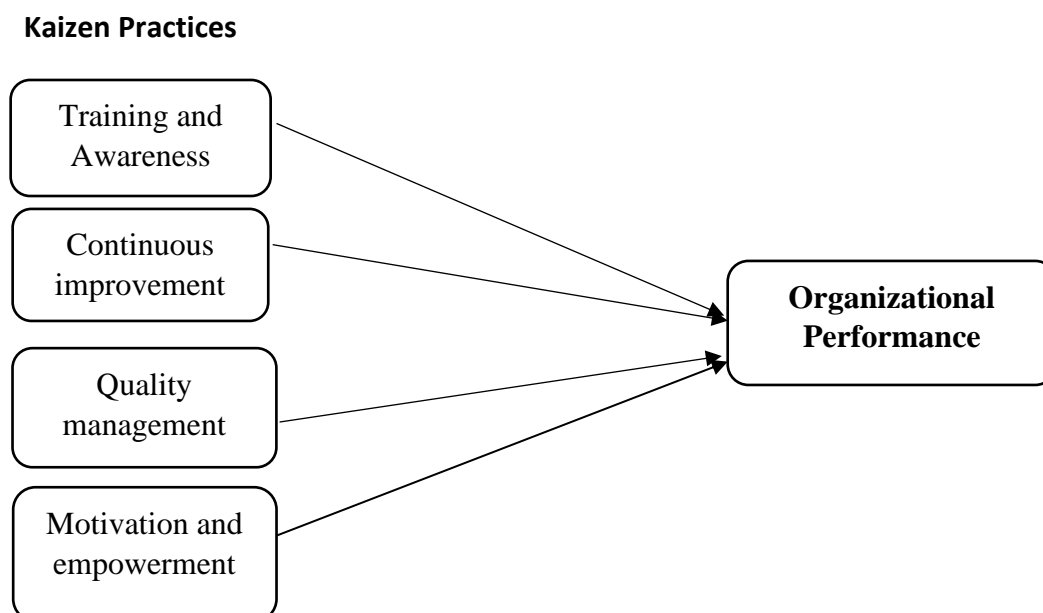 Kaizen Practices
Training and
Awareness
Continuous
improvement
Quality
management
Motivation and
empowerment
Organizational
Performance